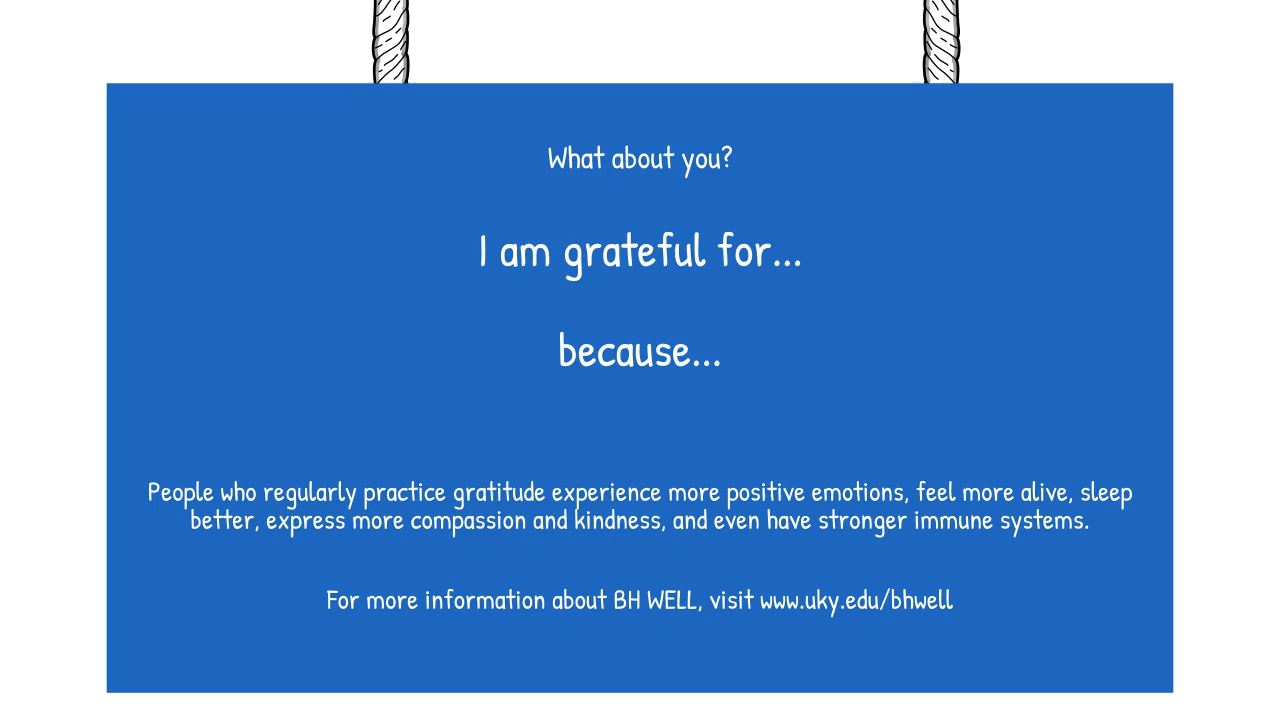 What about you?
I am grateful for...
because...
People who regularly practice gratitude experience more positive emotions, feel more alive, sleep
better, express more compassion and kindness, and even have stronger immune systems.
For more information about BH WELL, visit www.uky.edu/bhwell